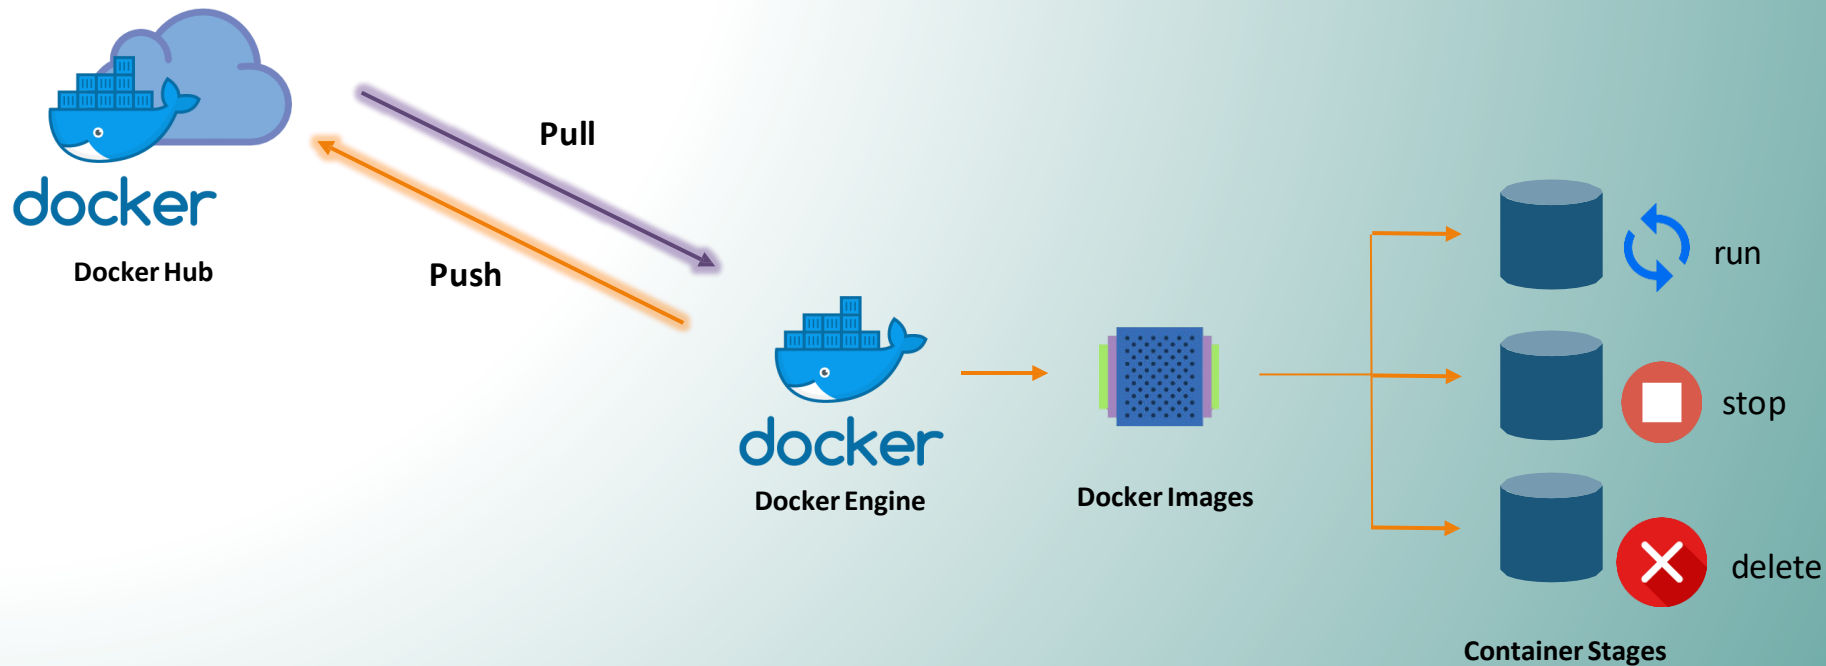 docker
Docker Hub
Pull
Push
docker
Docker Engine
Docker Images
run
stop
delete
Container Stages